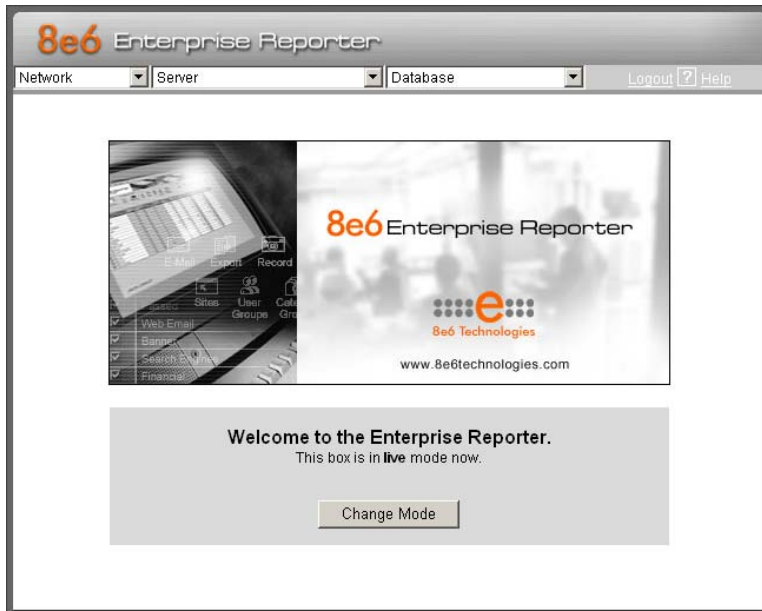 8e6 Enterprise Reporter
Network Server Database Logout ? Help
8e6 Enterprise Reporter
E-Mail Export Record
Sites User Groups
Web Email
Banner
Search Engines
Financial
8e6 Technologies
www.8e6technologies.com
Welcome to the Enterprise Reporter.
This box is in live mode now.
Change Mode